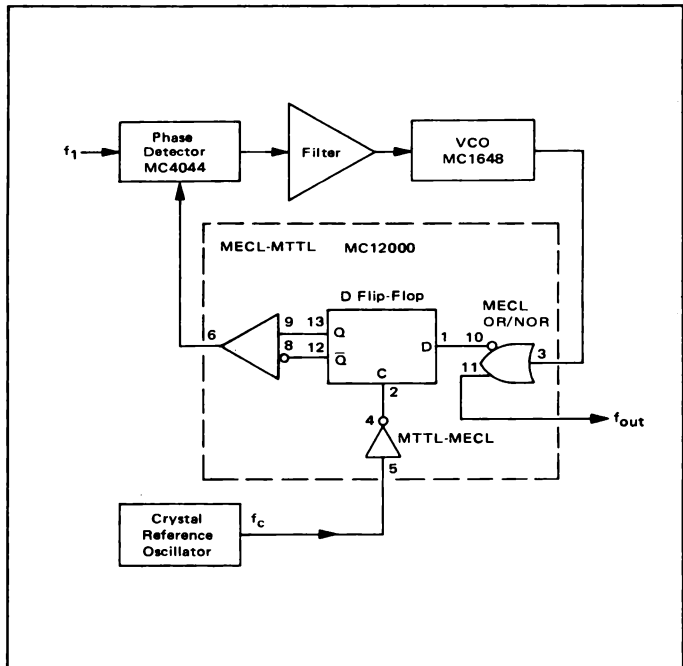 f1
Phase
Detector
MC4044
Filter
VCO
MC1648
MECL-MTTL MC12000
D Flip-Flop
MECL
OR/NOR
6
9 13 Q
8 12 Q̅
D 1 10
3
11
C
2
fout
4
MTTL-MECL
5
Crystal
Reference
Oscillator
fc